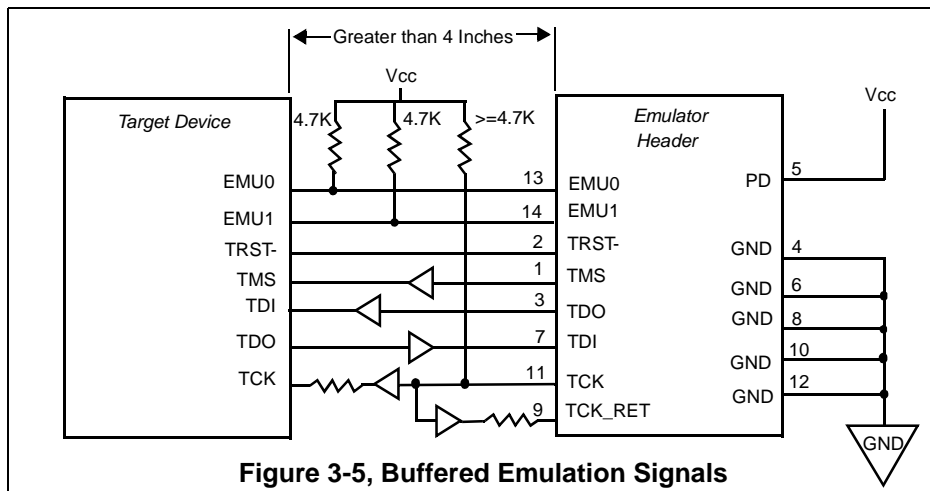 Greater than 4 Inches
Vcc
Vcc
Target Device
4.7K
4.7K
>=4.7K
Emulator
Header
EMU0
13
EMU0
PD
5
EMU1
14
EMU1
TRST-
2
TRST-
GND
4
TMS
1
TMS
GND
6
TDI
3
TDO
GND
8
TDO
7
TDI
GND
10
TCK
11
TCK
GND
12
9
TCK_RET
GND
Figure 3-5, Buffered Emulation Signals